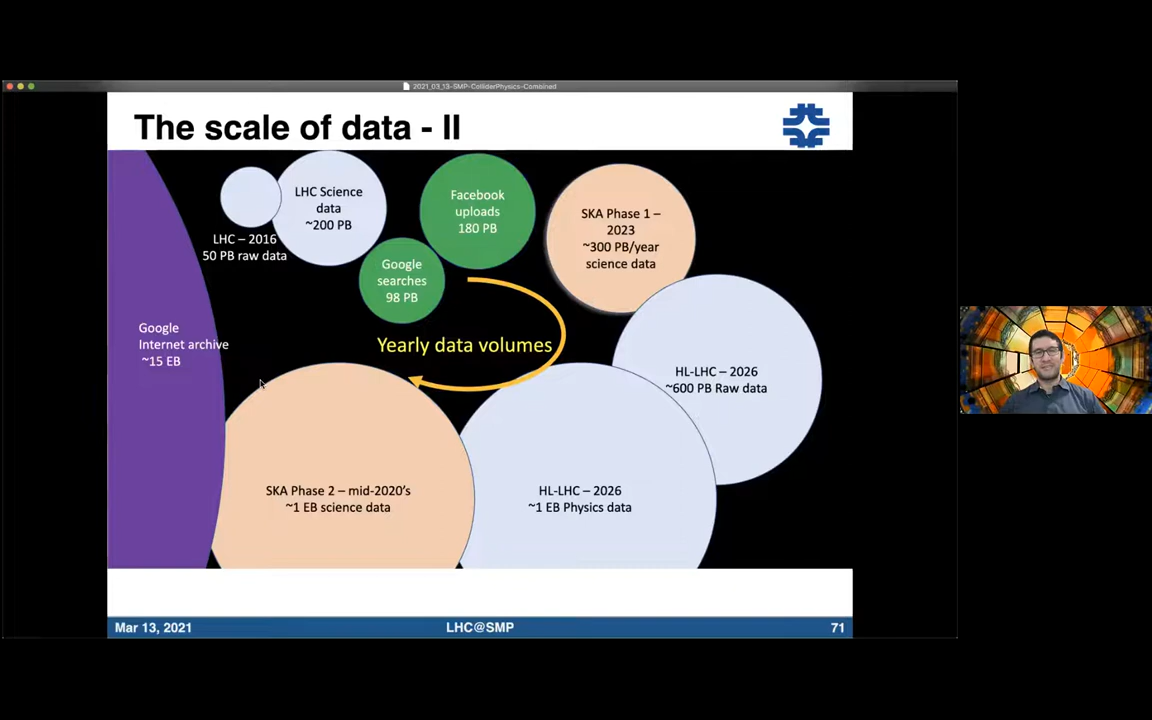 2021_03_13-SMP-ColliderPhysics-Combined
The scale of data - II
LHC Science
data
~200 PB
LHC – 2016
50 PB raw data
Facebook
uploads
180 PB
Google
searches
98 PB
SKA Phase 1 –
2023
~300 PB/year
science data
Google
Internet archive
~15 EB
Yearly data volumes
HL-LHC – 2026
~600 PB Raw data
SKA Phase 2 – mid-2020's
~1 EB science data
HL-LHC – 2026
~1 EB Physics data
Mar 13, 2021
LHC@SMP
71